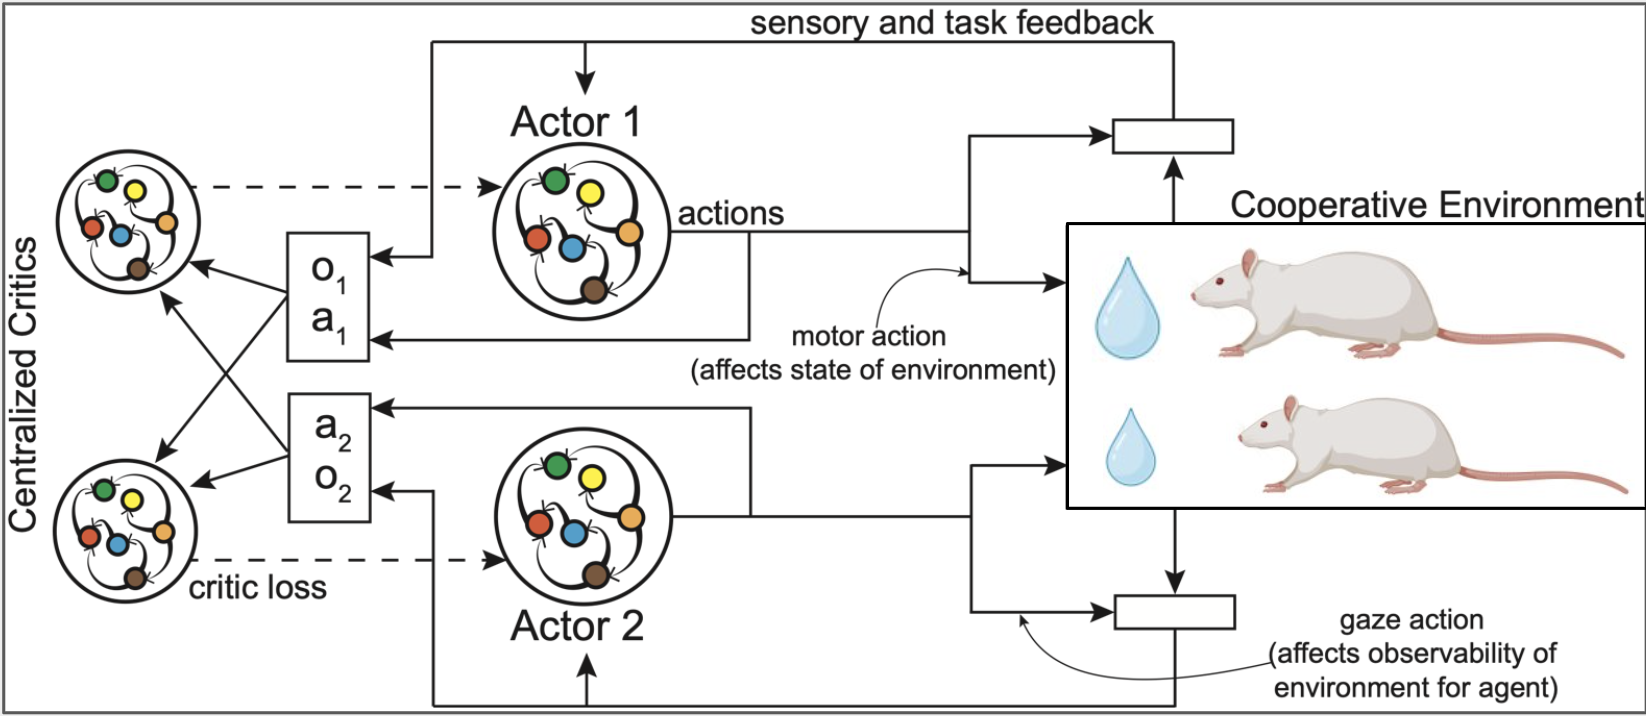 sensory and task feedback
Actor 1
actions
Cooperative Environment
Centralized Critics
o1
a1
motor action
(affects state of environment)
a2
o2
critic loss
Actor 2
gaze action
(affects observability of
environment for agent)